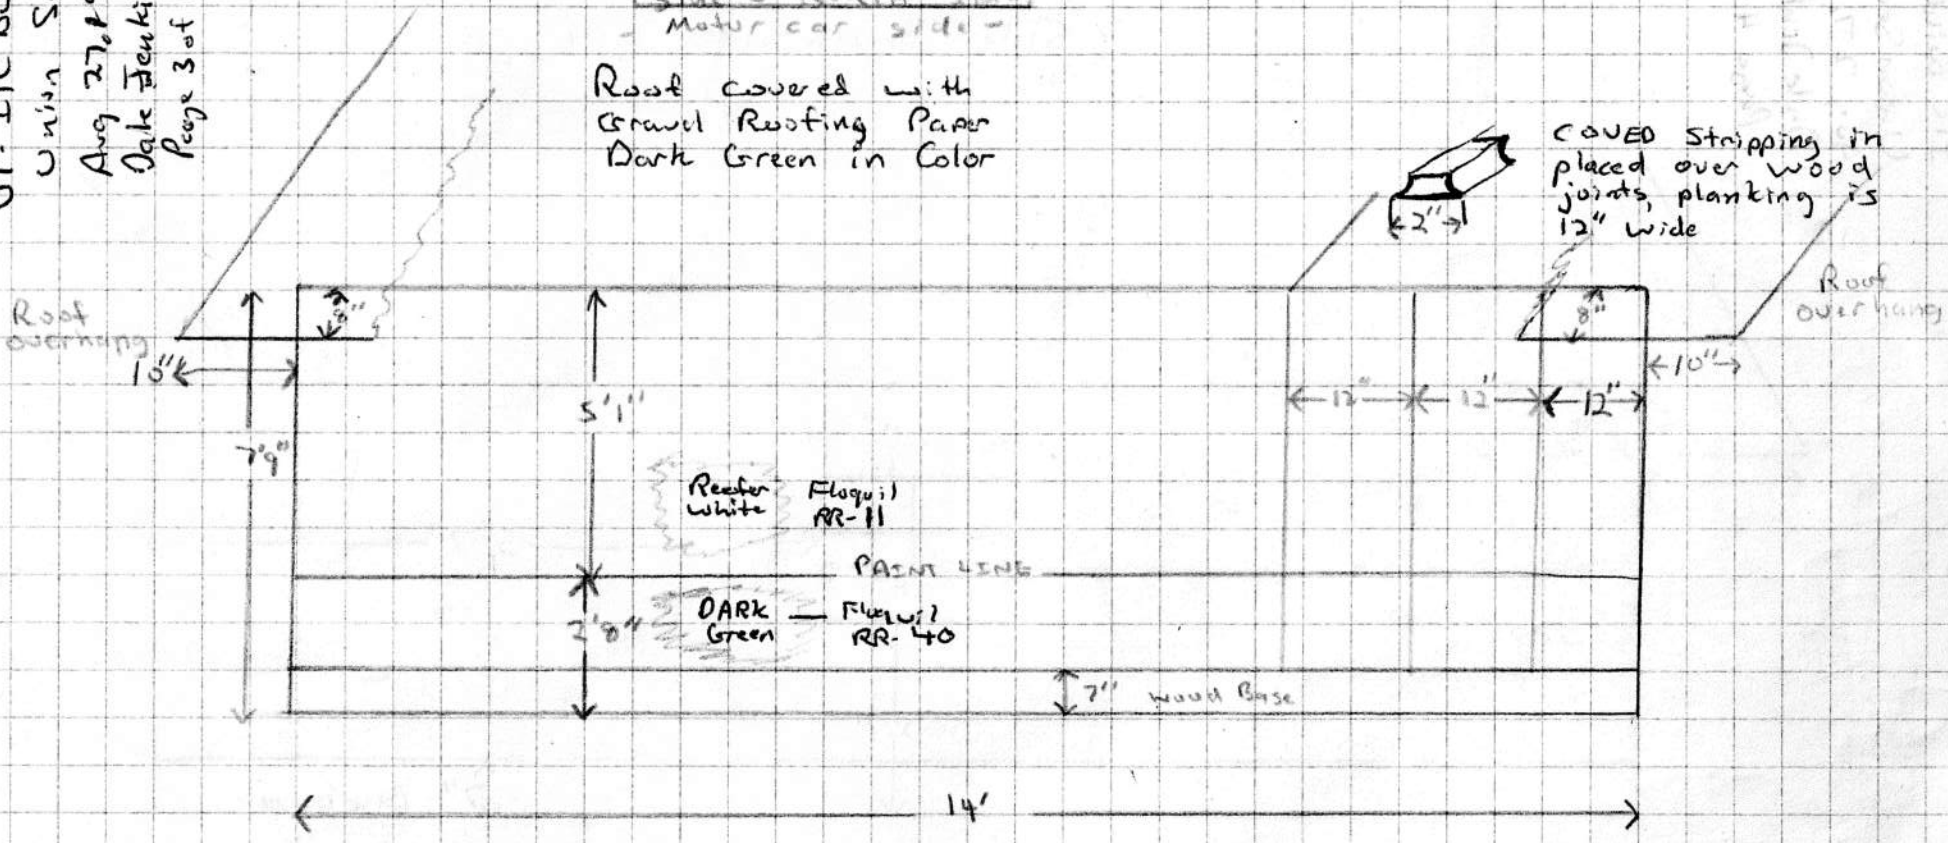 Union S
Aug 27,
Dale Jenki
Page 3 of
Motor car side -
Roof covered with
Gravel Roofing Paper
Dark Green in Color
COVED Stripping in
placed over wood
joints, planking is
12" wide
2"
Roof
overhang
10"
8"
8"
Roof
overhang
10"
7'9"
5'1"
12"
12"
12"
Reefer
White
Floquil
RR-11
PAINT LINE
2'8"
DARK
Green
— Floquil
RR-40
7" wood Base
14'